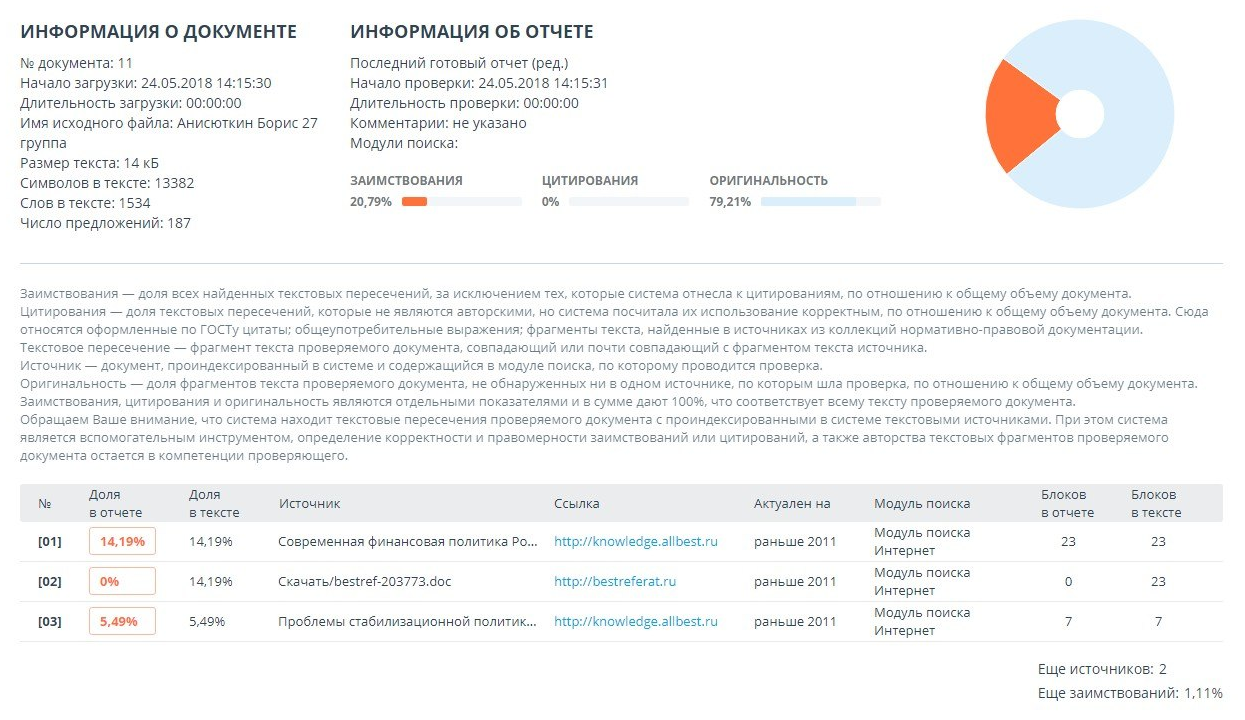 ИНФОРМАЦИЯ О ДОКУМЕНТЕ
№ документа: 11
Начало загрузки: 24.05.2018 14:15:30
Длительность загрузки: 00:00:00
Имя исходного файла: Анисюткин Борис 27
группа
Размер текста: 14 кБ
Символов в тексте: 13382
Слов в тексте: 1534
Число предложений: 187
ИНФОРМАЦИЯ ОБ ОТЧЕТЕ
Последний готовый отчет (ред.)
Начало проверки: 24.05.2018 14:15:31
Длительность проверки: 00:00:00
Комментарии: не указано
Модули поиска:
ЗАИМСТВОВАНИЯ
20,79%
ЦИТИРОВАНИЯ
0%
ОРИГИНАЛЬНОСТЬ
79,21%
Заимствования — доля всех найденных текстовых пересечений, за исключением тех, которые система отнесла к цитированиям, по отношению к общему объему документа.
Цитирования — доля текстовых пересечений, которые не являются авторскими, но система посчитала их использование корректным, по отношению к общему объему документа. Сюда
относятся оформленные по ГОСТу цитаты; общеупотребительные выражения; фрагменты текста, найденные в источниках из коллекций нормативно-правовой документации.
Текстовое пересечение — фрагмент текста проверяемого документа, совпадающий или почти совпадающий с фрагментом текста источника.
Источник — документ, проиндексированный в системе и содержащийся в модуле поиска, по которому проводится проверка.
Оригинальность — доля фрагментов текста проверяемого документа, не обнаруженных ни в одном источнике, по которым шла проверка, по отношению к общему объему документа.
Заимствования, цитирования и оригинальность являются отдельными показателями и в сумме дают 100%, что соответствует всему тексту проверяемого документа.
Обращаем Ваше внимание, что система находит текстовые пересечения проверяемого документа с проиндексированными в системе текстовыми источниками. При этом система
является вспомогательным инструментом, определение корректности и правомерности заимствований или цитирований, а также авторства текстовых фрагментов проверяемого
документа остается в компетенции проверяющего.
№ Доля в отчете Доля в тексте Источник Ссылка Актуален на Модуль поиска Блоков в отчете Блоков в тексте
[01] 14,19% 14,19% Современная финансовая политика Ро... http://knowledge.allbest.ru раньше 2011 Модуль поиска Интернет 23 23
[02] 0% 14,19% Скачать/bestref-203773.doc http://bestreferat.ru раньше 2011 Модуль поиска Интернет 0 23
[03] 5,49% 5,49% Проблемы стабилизационной политик... http://knowledge.allbest.ru раньше 2011 Модуль поиска Интернет 7 7
Еще источников: 2
Еще заимствований: 1,11%